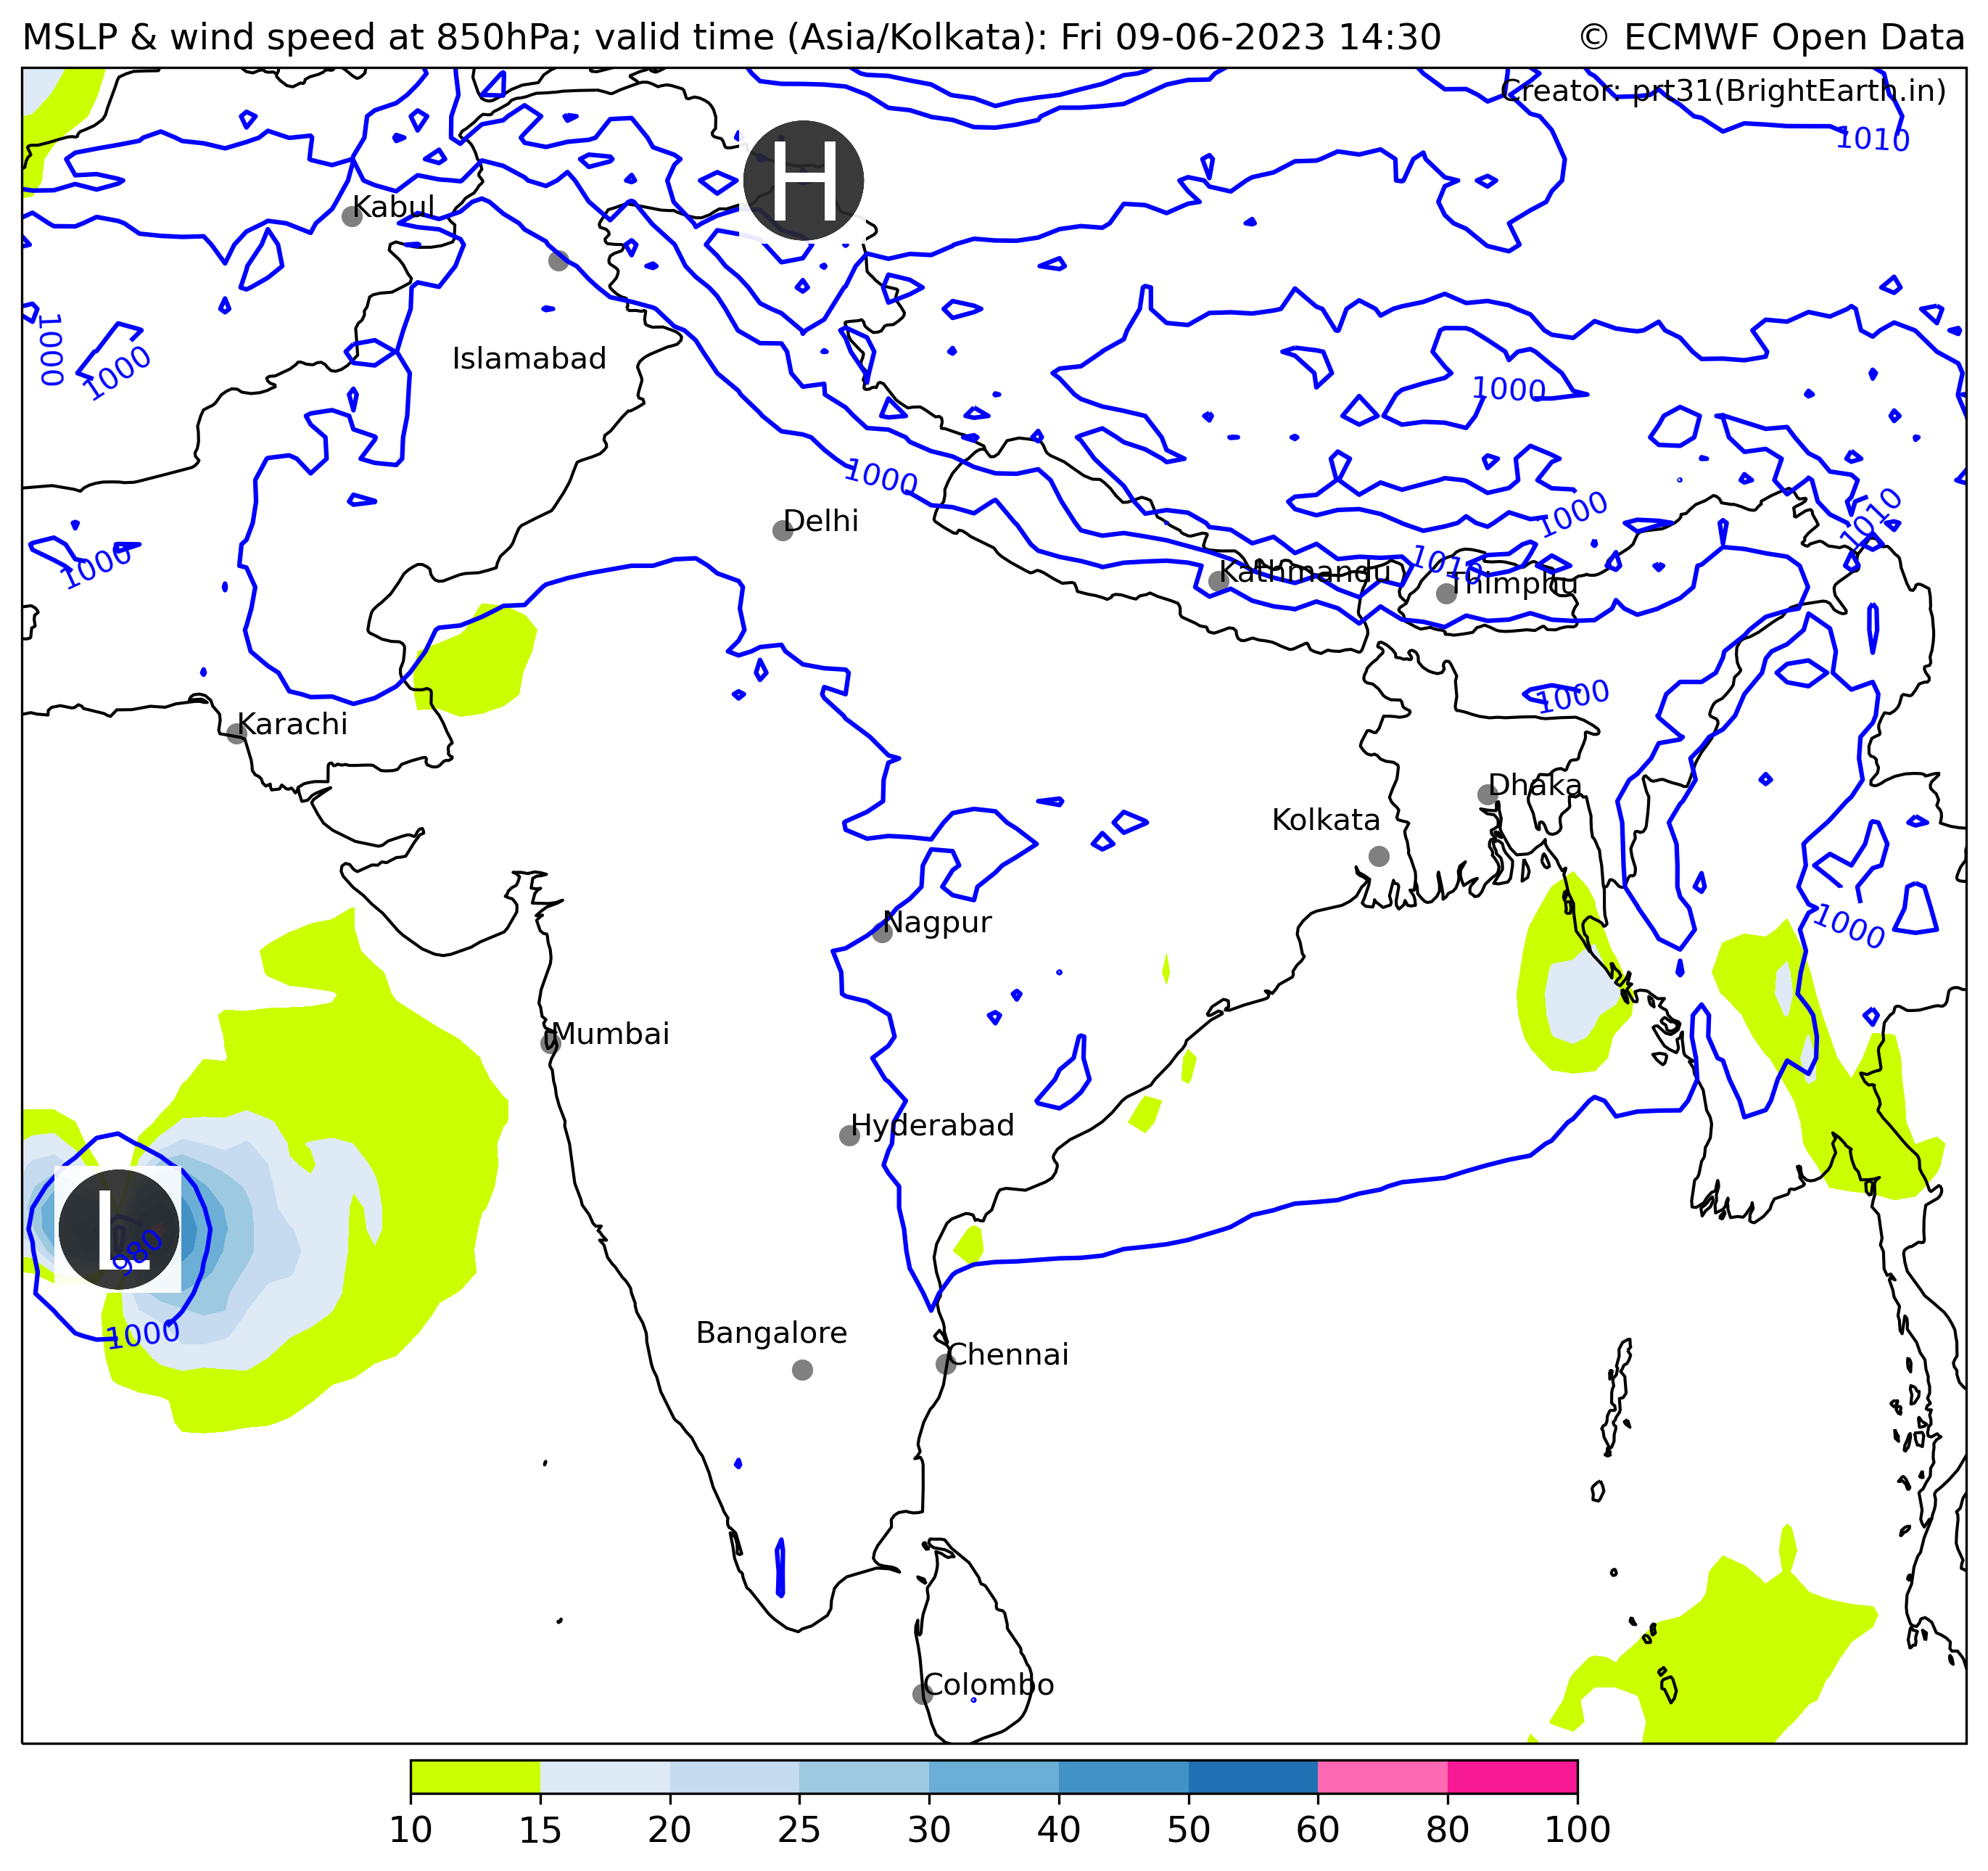 MSLP & wind speed at 850hPa; valid time (Asia/Kolkata): Fri 09-06-2023 14:30
© ECMWF Open Data
Creator: prt31(BrightEarth.in)
1010
H
Kabul
1000
1000
Islamabad
1000
1000
Delhi
1000
1010
1000
1010
Kathmandu
Thimphu
1000
Karachi
Dhaka
Kolkata
Nagpur
1000
Mumbai
Hyderabad
L
980
1000
Bangalore
Chennai
Colombo
10 15 20 25 30 40 50 60 80 100